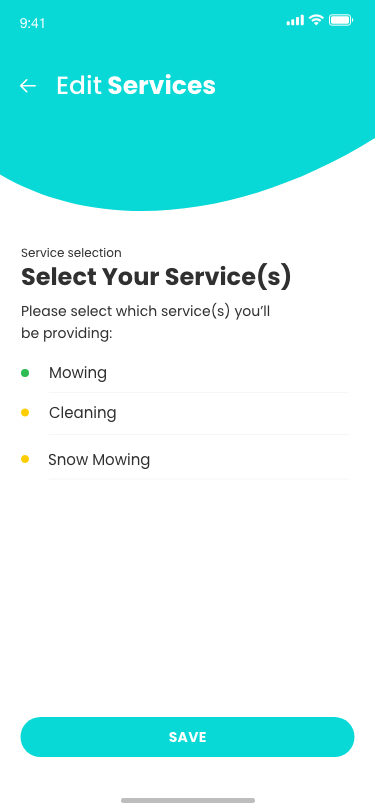 9:41
Edit Services
Service selection
Select Your Service(s)
Please select which service(s) you’ll
be providing:
Mowing
Cleaning
Snow Mowing
SAVE